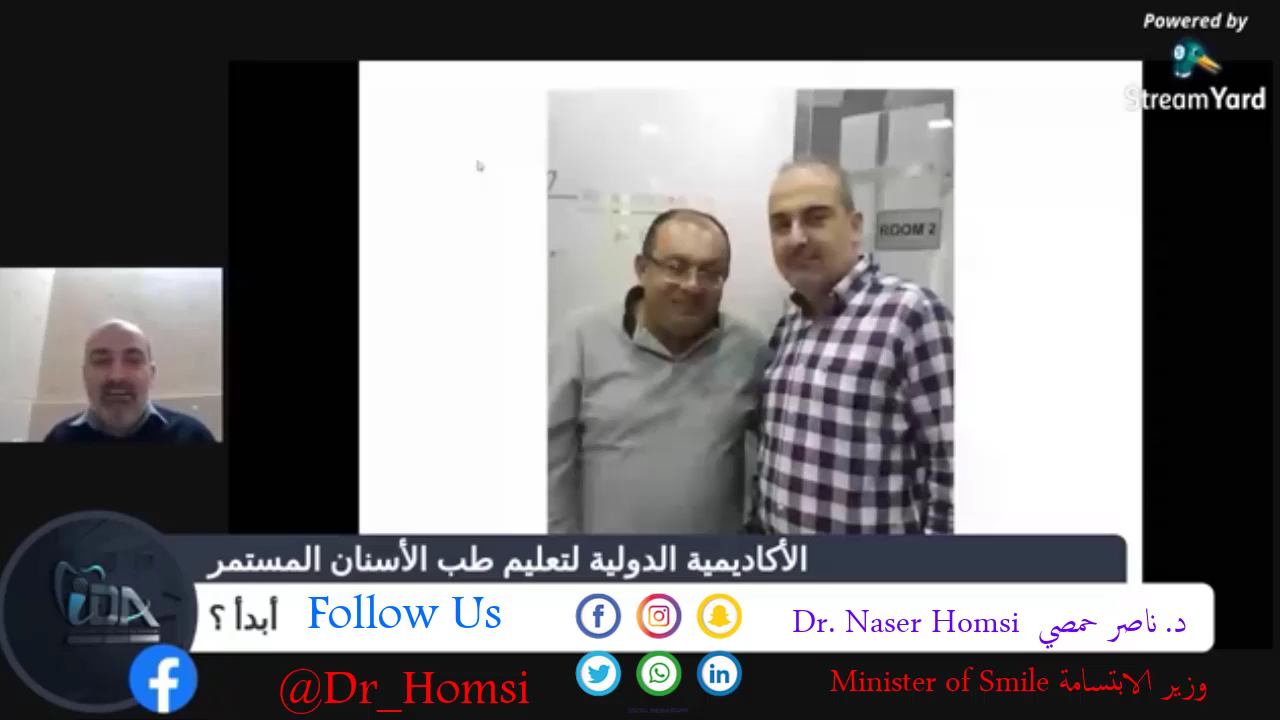 Powered by
StreamYard
ROOM 2
الأكاديمية الدولية لتعليم طب الأسنان المستمر
أبدأ ؟
Follow Us
Dr. Naser Homsi د. ناصر حمصي
iDA
@Dr_Homsi
Minister of Smile وزير الابتسامة